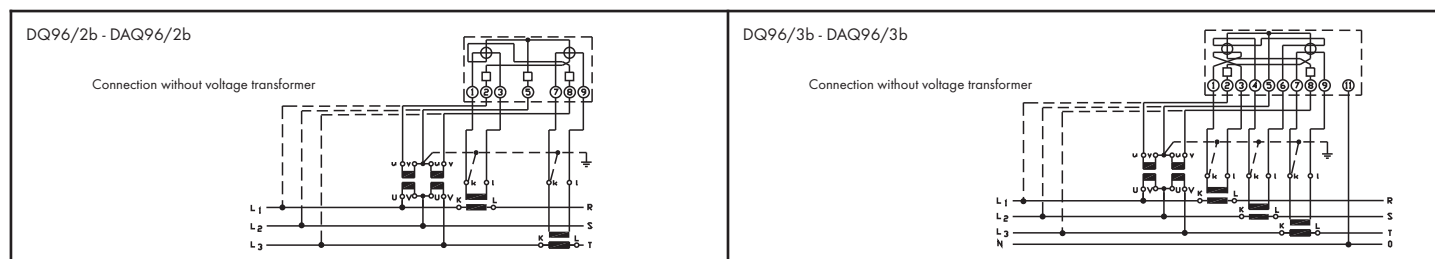 DQ96/2b - DAQ96/2b
Connection without voltage transformer
1 2 3 5 7 8 9
u v u v
k l k l
U V U V
L1 K L R
L2 S
L3 K L T
DQ96/3b - DAQ96/3b
Connection without voltage transformer
1 2 3 4 5 6 7 8 9 11
u v u v
k l k l k l
U V U V
L1 K L R
L2 K L S
L3 K L T
N 0